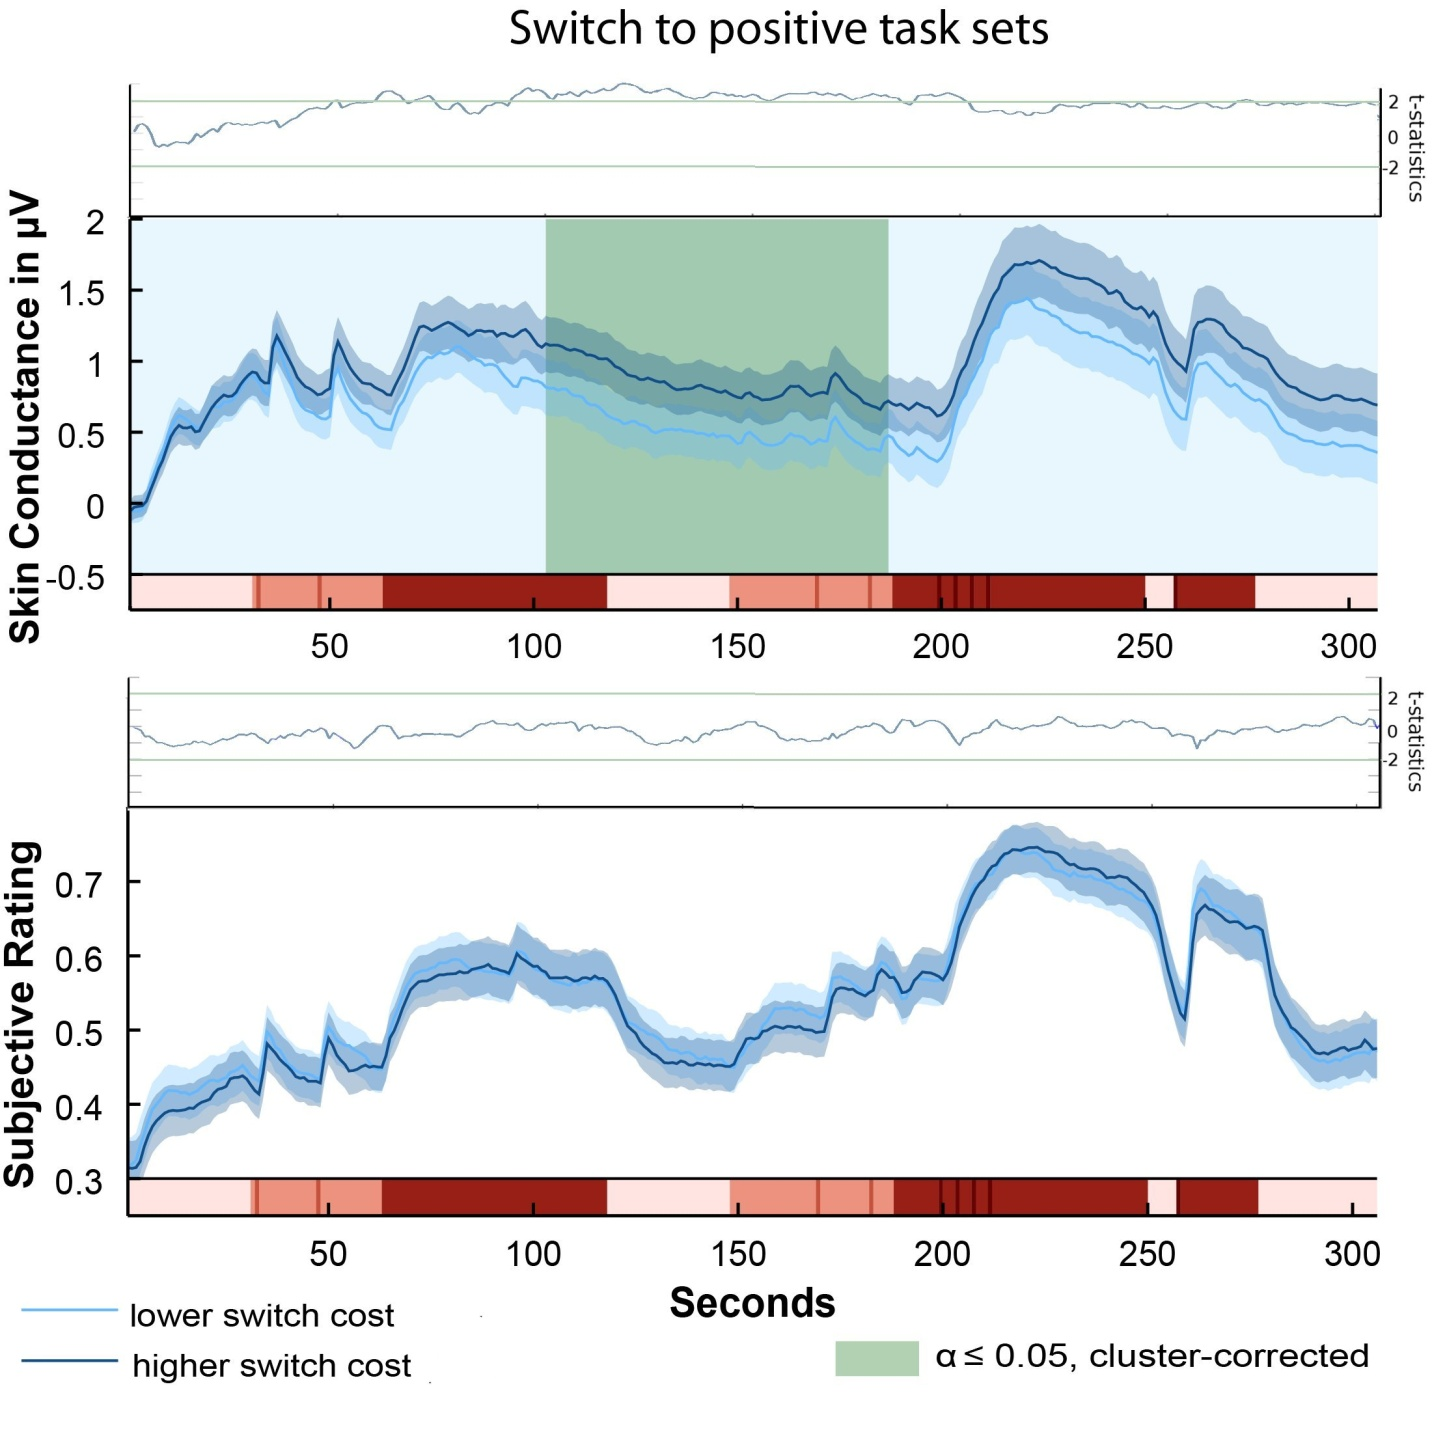 Switch to positive task sets
2
0
-2
t-statistics
Skin Conductance in µV
2
1.5
1
0.5
0
-0.5
50 100 150 200 250 300
2
0
-2
t-statistics
Subjective Rating
0.7
0.6
0.5
0.4
0.3
50 100 150 200 250 300
Seconds
lower switch cost
higher switch cost
α ≤ 0.05, cluster-corrected